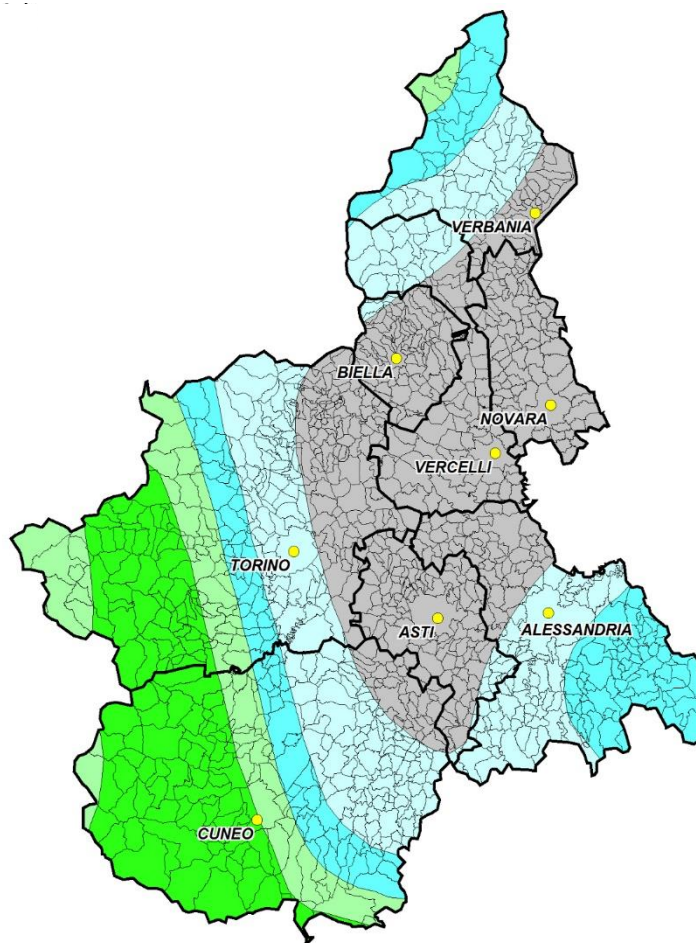 VERBANIA
BIELLA
NOVARA
VERCELLI
TORINO
ASTI
ALESSANDRIA
CUNEO